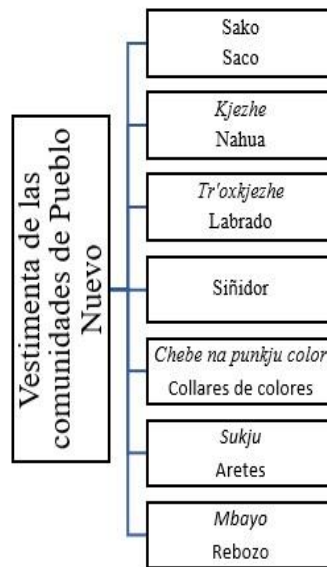 Vestimenta de las
comunidades de Pueblo
Nuevo
Sako
Saco
Kjezhe
Nahua
Tr'oxkjezhe
Labrado
Siñidor
Chebe na punkju color
Collares de colores
Sukju
Aretes
Mbayo
Rebozo